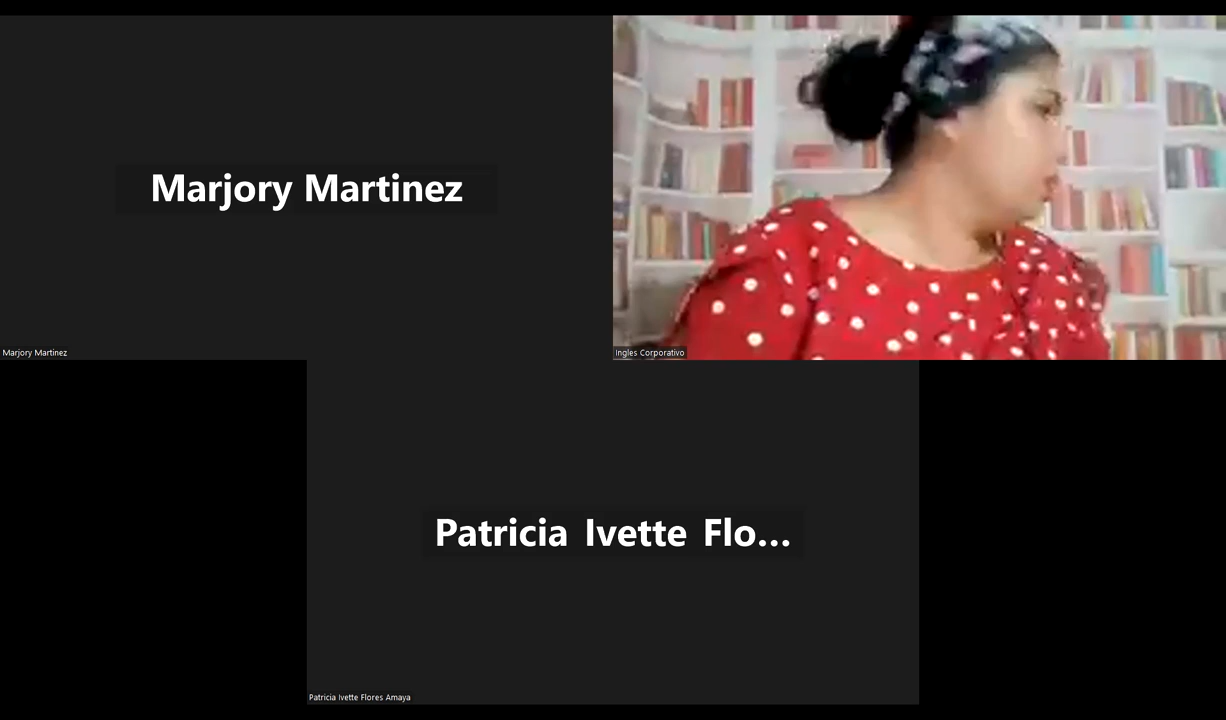 Marjory Martinez
Marjory Martinez
Ingles Corporativo
Patricia Ivette Flo...
Patricia Ivette Flores Amaya